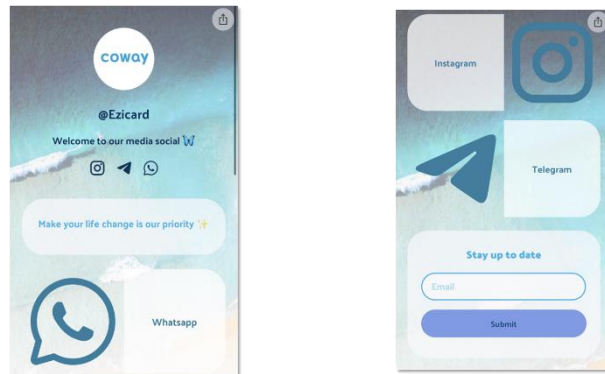 coway
@Ezicard
Welcome to our media social 🦋
Make your life change is our priority ✨
Whatsapp
Instagram
Telegram
Stay up to date
Email
Submit